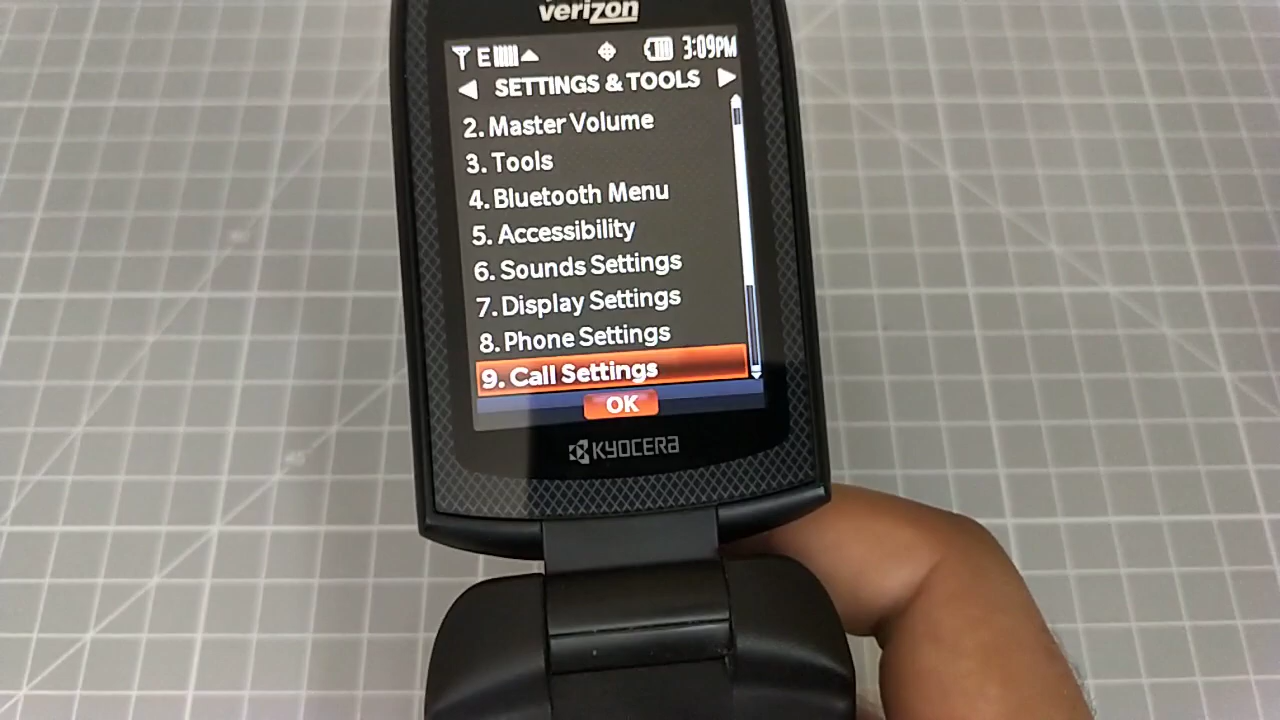 verizon
E 3:09PM
SETTINGS & TOOLS
2. Master Volume
3. Tools
4. Bluetooth Menu
5. Accessibility
6. Sounds Settings
7. Display Settings
8. Phone Settings
9. Call Settings
OK
KYOCERA